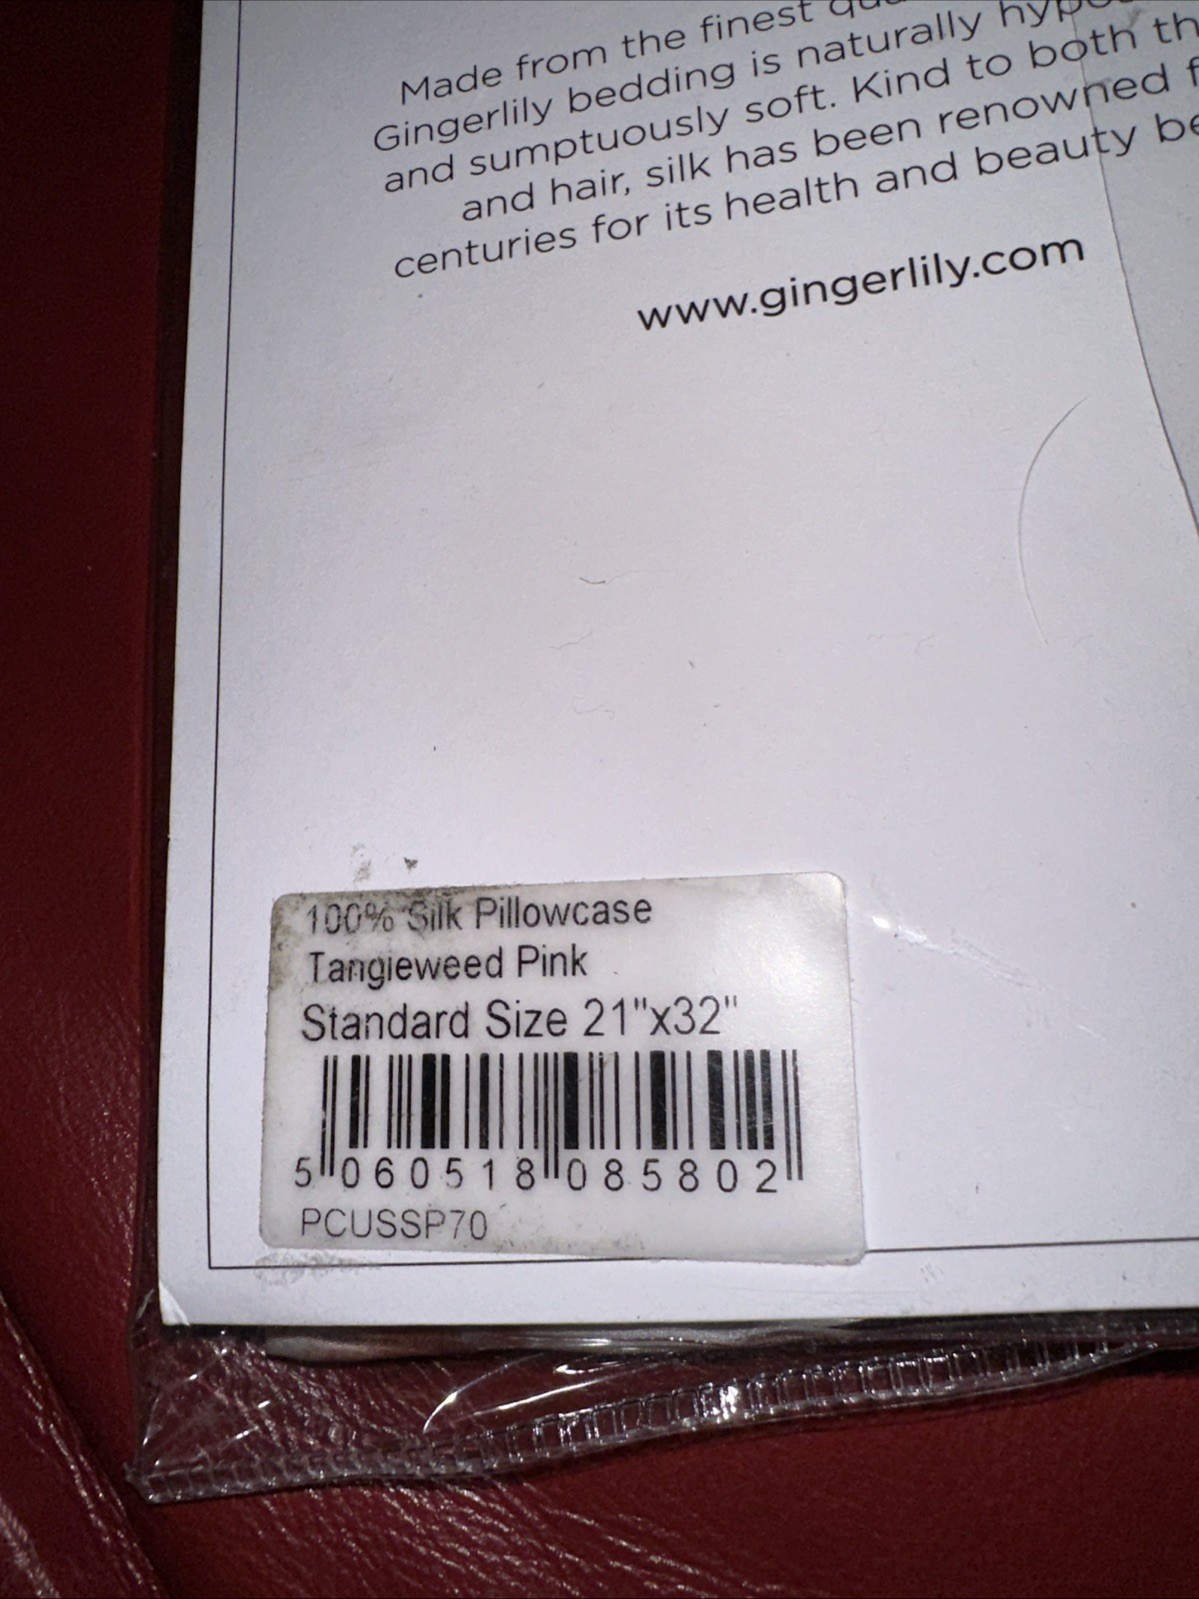 Made from the finest
Gingerlily bedding is naturally
and sumptuously soft. Kind to both
and hair, silk has been renowned
centuries for its health and beauty
www.gingerlily.com
100% Silk Pillowcase
Tangieweed Pink
Standard Size 21"x32"
5 060518 085802
PCUSSP70